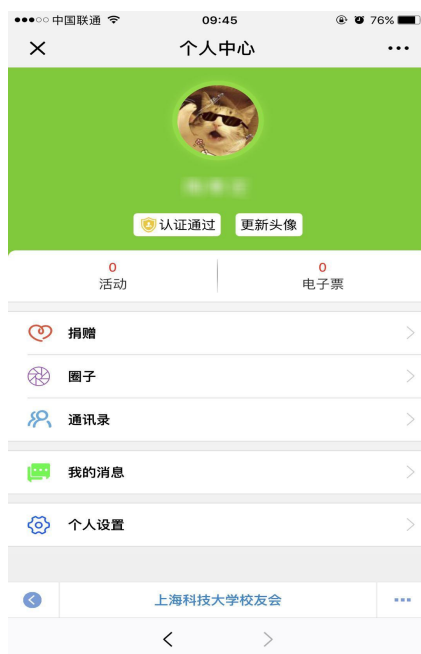 中国联通 09:45 76%
个人中心
认证通过 更新头像
0 0
活动 电子票
捐赠
圈子
通讯录
我的消息
个人设置
上海科技大学校友会